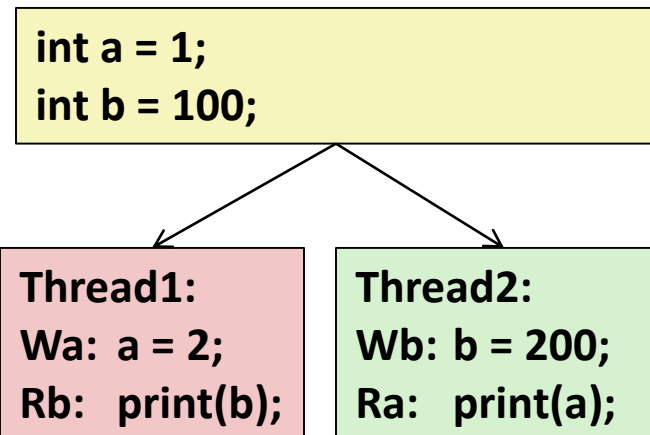 int a = 1;
int b = 100;
Thread1:
Wa: a = 2;
Rb: print(b);
Thread2:
Wb: b = 200;
Ra: print(a);